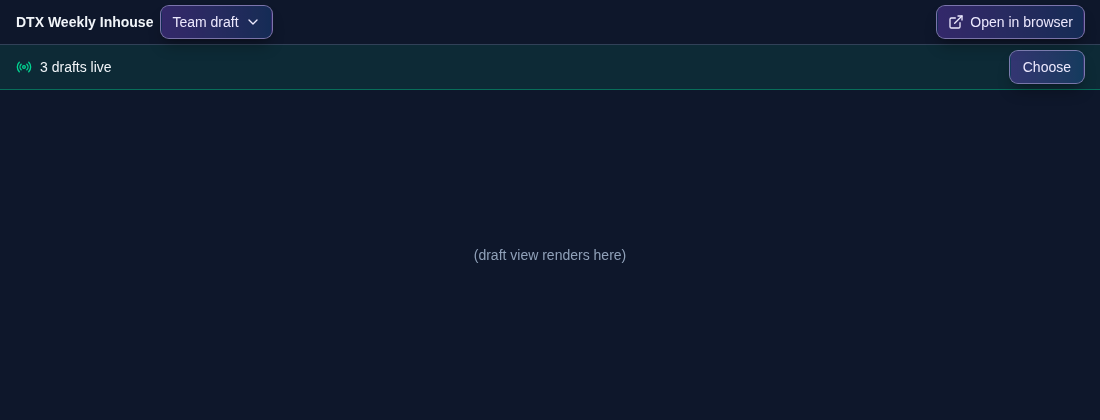 DTX Weekly Inhouse
Team draft
Open in browser
3 drafts live
Choose
(draft view renders here)